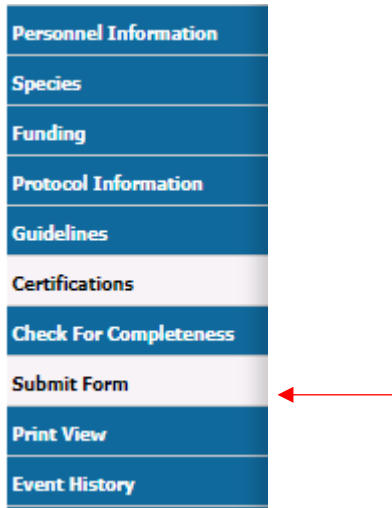 Personnel Information
Species
Funding
Protocol Information
Guidelines
Certifications
Check For Completeness
Submit Form
Print View
Event History